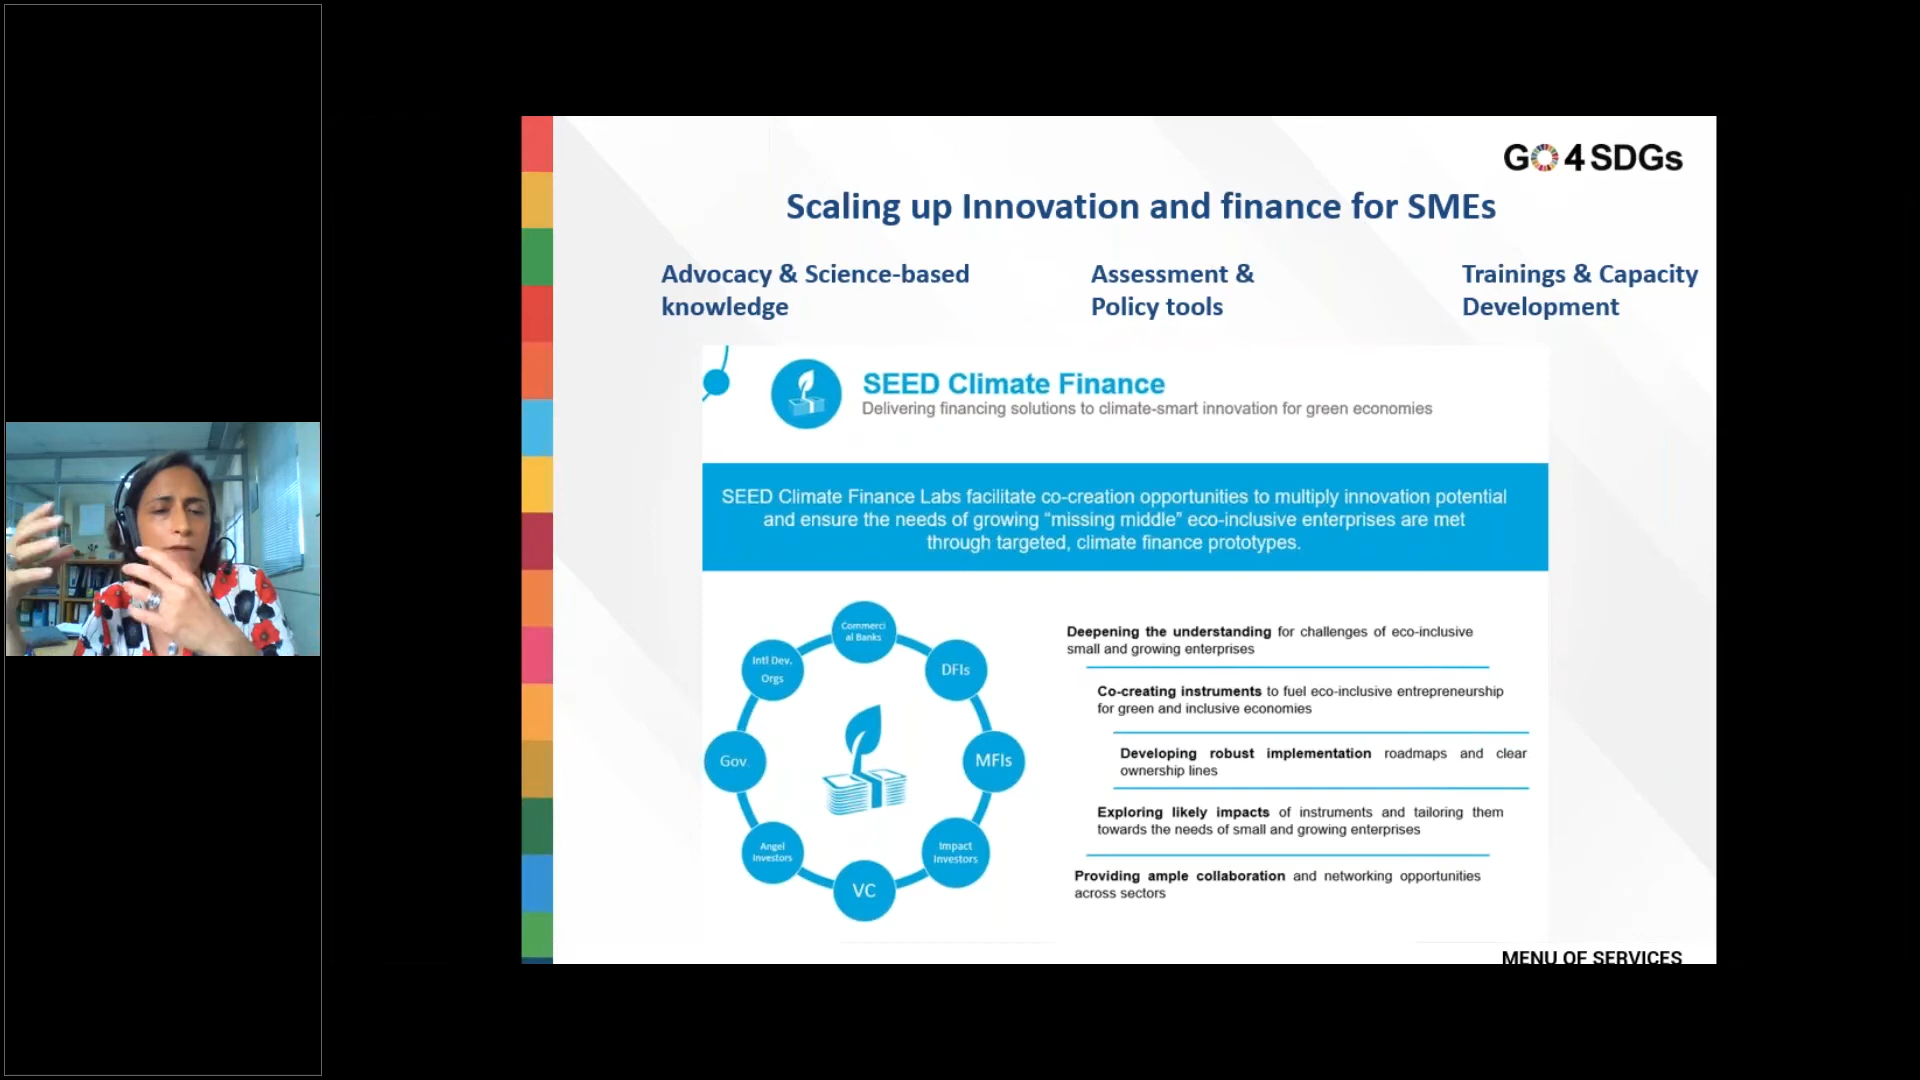 GO4SDGs
Scaling up Innovation and finance for SMEs
Advocacy & Science-based
knowledge
Assessment &
Policy tools
Trainings & Capacity
Development
SEED Climate Finance
Delivering financing solutions to climate-smart innovation for green economies
SEED Climate Finance Labs facilitate co-creation opportunities to multiply innovation potential
and ensure the needs of growing “missing middle” eco-inclusive enterprises are met
through targeted, climate finance prototypes.
Commerci
al Banks
DFIs
MFIs
Impact
Investors
VC
Angel
Investors
Gov.
Intl Dev.
Orgs
Deepening the understanding for challenges of eco-inclusive
small and growing enterprises
Co-creating instruments to fuel eco-inclusive entrepreneurship
for green and inclusive economies
Developing robust implementation roadmaps and clear
ownership lines
Exploring likely impacts of instruments and tailoring them
towards the needs of small and growing enterprises
Providing ample collaboration and networking opportunities
across sectors
MENU OF SERVICES